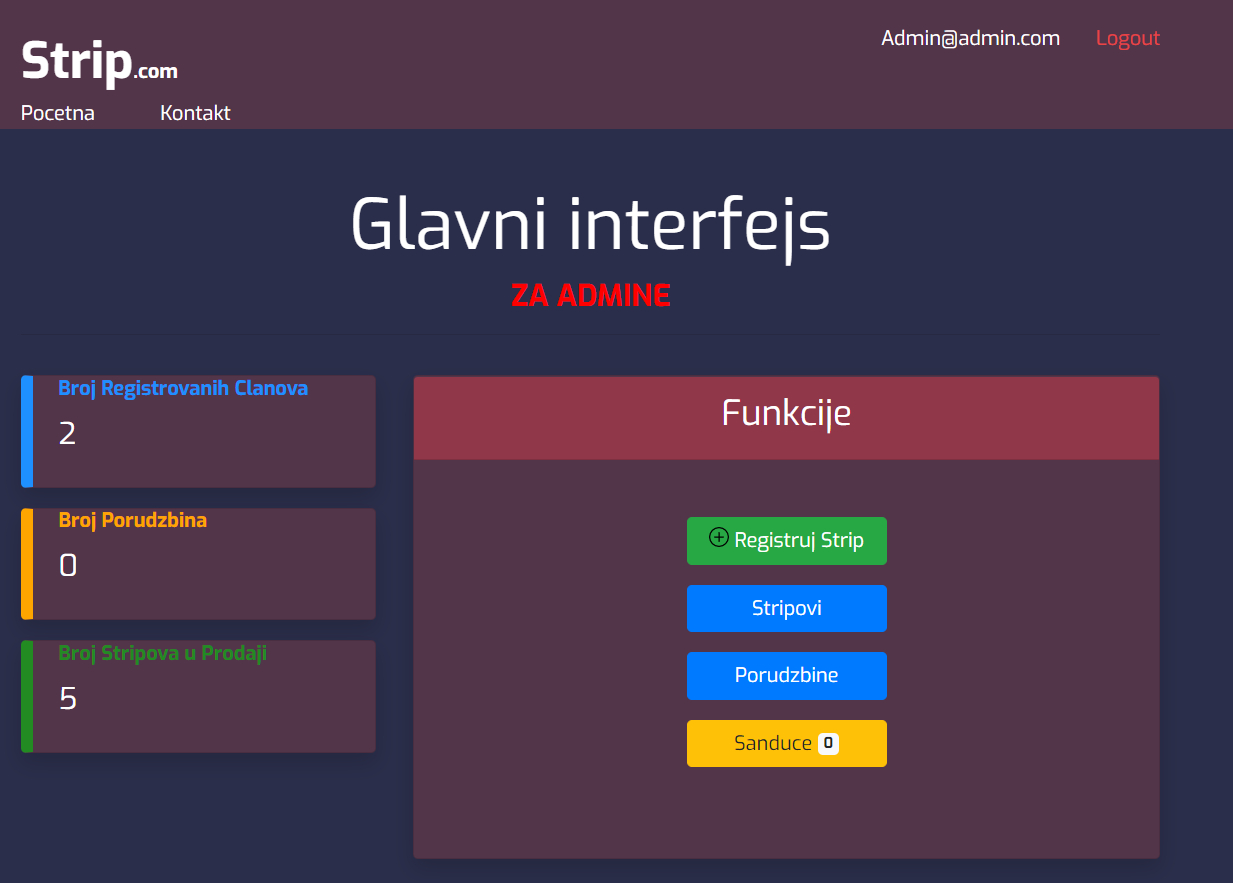 Admin@admin.com Logout
Strip.com
Pocetna Kontakt
Glavni interfejs
ZA ADMINE
Broj Registrovanih Clanova
2
Broj Porudzbina
0
Broj Stripova u Prodaji
5
Funkcije
Registruj Strip
Stripovi
Porudzbine
Sanduce 0